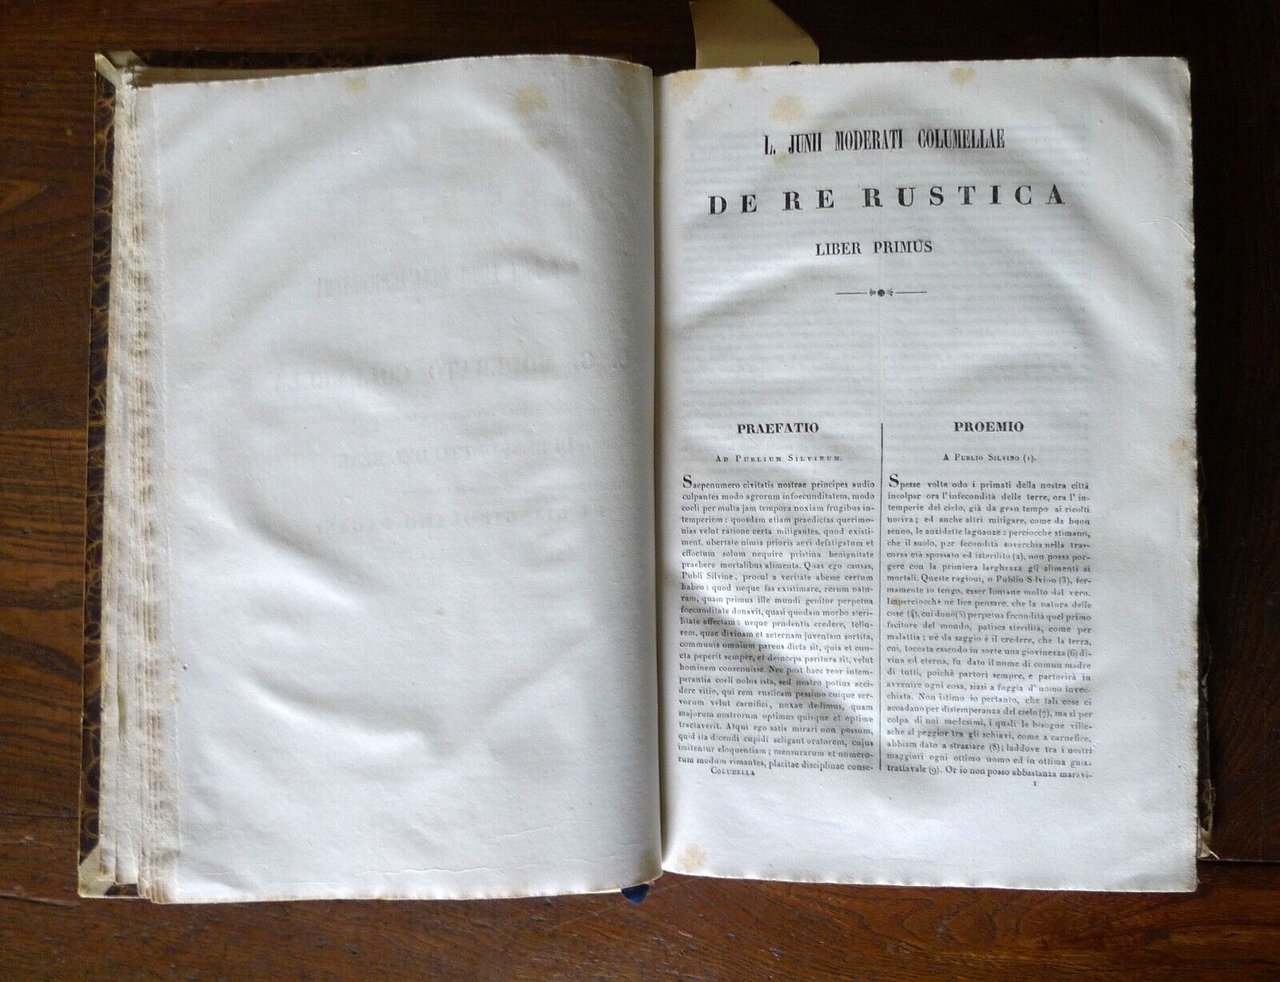 L. JUNII MODERATI COLUMELLAE
DE RE RUSTICA
LIBER PRIMUS
PRAEFATIO
Ad Publium Silvinum.
Saepenumero civitatis nostrae principes audio
culpantes modo agrorum infoecunditatem, modo
coeli per multa jam tempora noxiam frugibus in-
temperiem: quosdam etiam praedictas querimo-
nias velut ratione certa mitigantes, quod existi-
ment, ubertate nimia prioris aevi defatigatum et
effoetum solum nequire pristina benignitate
praebere mortalibus alimenta. Quas ego causas,
Publi Silvine, procul a veritate abesse certum
habeo: quod neque fas existimare, rerum natu-
ram, quam primus ille mundi genitor perpetua
foecunditate donavit, quasi quodam morbo steri-
litate affectam: neque prudentis credere, tellu-
rem, quae divinam et aeternam juventam sortita,
communis omnium parens dicta sit, quia et cun-
cta peperit semper, et deinceps paritura sit, velut
hominem consenuisse. Nec post haec reor intem-
perantia coeli nobis ista, sed nostro potius acci-
dere vitio, qui rem rusticam pessimo cuique ser-
vorum velut carnifici, noxae dedimus, quam
majorum nostrorum optimus quisque et optime
tractaverit. Atqui ego satis mirari non possum,
quod ita dicendi cupidi seligant oratorem, cujus
imitentur eloquentiam; mensurarum et numero-
rum modum rimantes, placitae disciplinae conse-
Columella
PROEMIO
A Publio Silvino (1).
Spesse volte odo i primati della nostra città
incolpar ora l'infecondità delle terre, ora l'in-
temperie del cielo, già da gran tempo ai ricolti
nociva; ed anche altri mitigare, come da buon
senno, le anzidette lagnanze: perciocchè stimano,
che il suolo, per fecondità soverchia nella tras-
corsa età spossato ed isterilito (2), non possa por-
gere con la primiera larghezza gli alimenti ai
mortali. Queste ragioni, o Publio Silvino (3), fer-
mamente io tengo, esser lontane molto dal vero.
Imperciocchè ne lice pensare, che la natura delle
cose (4), cui donò(5) perpetua fecondità quel primo
facitore del mondo, patisca sterilità, come per
malattia; nè da saggio è il credere, che la terra,
cui, toccata essendo in sorte una giovinezza (6) di-
vina ed eterna, fu dato il nome di comun madre
di tutti, poichè partorì sempre, e partorirà in
avvenire ogni cosa, siasi a foggia d'uomo invec-
chista. Non istimo io pertanto, che tali cose ci
accadano per distemperanza del cielo (7), ma sì per
colpa di noi medesimi, i quali le bisogne ville-
sche al peggior tra gli schiavi, come a carnefice,
abbiam dato a straziare (8); laddove tra i nostri
maggiori ogni ottimo uomo ed in ottima guisa
trattavale (9). Or io non posso abbastanza maravi-
1